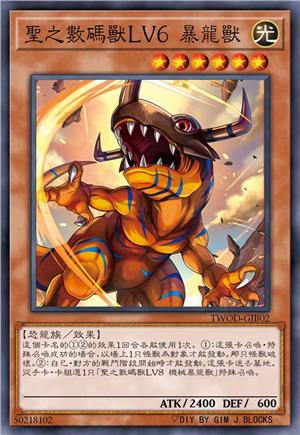 聖之數碼獸LV6 暴龍獸
光
TWOD-GIB02
【恐龍族／效果】
這個卡名的①②的效果1回合各能使用1次。①：這張卡召喚，特
殊召喚成功的場合，以場上1只怪獸為對象才能發動。那只怪獸破
壞。②：自己·對方的戰鬥階段開始時才能發動。這張卡送去墓地，
從手卡·卡組選1只「聖之數碼獸LV8 機械暴龍獸」特殊召喚。
ATK/2400 DEF/1600
50218102
DIY BY GIM J.BLOCKS